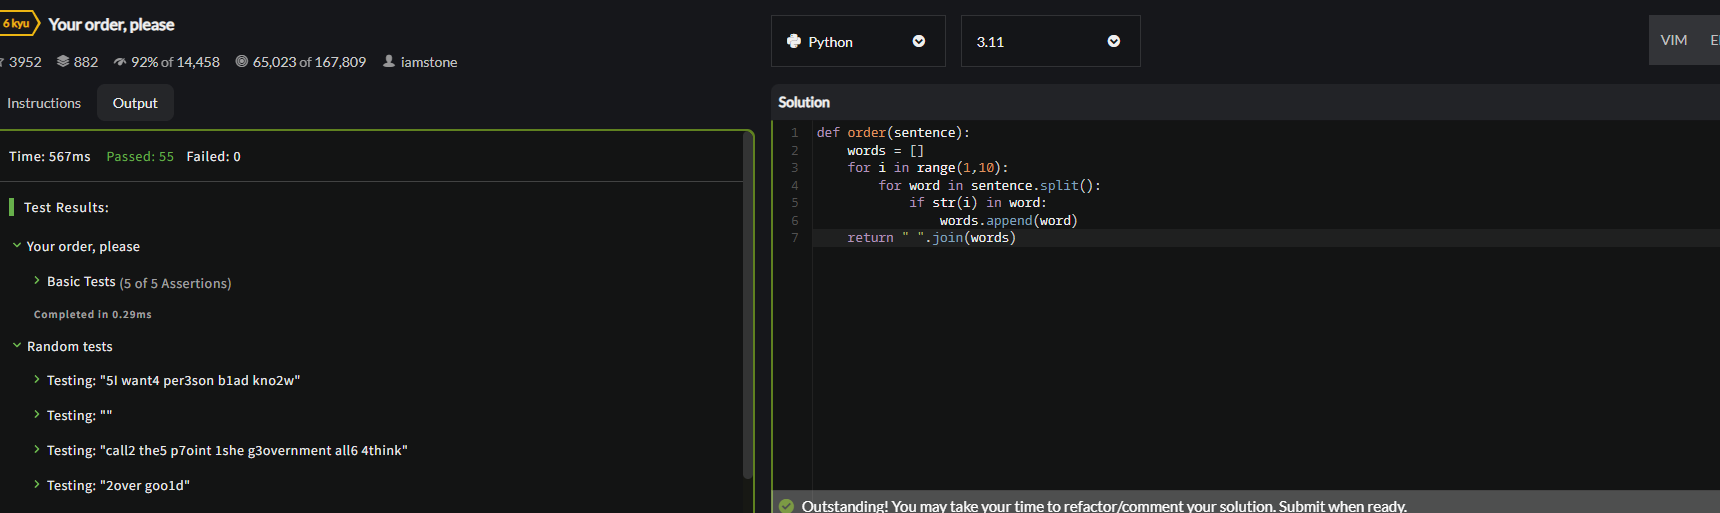 6 kyu Your order, please
3952 882 92% of 14,458 65,023 of 167,809 iamstone
Instructions Output
Time: 567ms Passed: 55 Failed: 0
Test Results:
Your order, please
Basic Tests (5 of 5 Assertions)
Completed in 0.29ms
Random tests
Testing: "5I want4 per3son b1ad kno2w"
Testing: ""
Testing: "call2 the5 p7oint 1she g3overnment all6 4think"
Testing: "2over goo1d"
Python 3.11 VIM
Solution
1 def order(sentence):
2     words = []
3     for i in range(1,10):
4         for word in sentence.split():
5             if str(i) in word:
6                 words.append(word)
7     return " ".join(words)
Outstanding! You may take your time to refactor/comment your solution. Submit when ready.